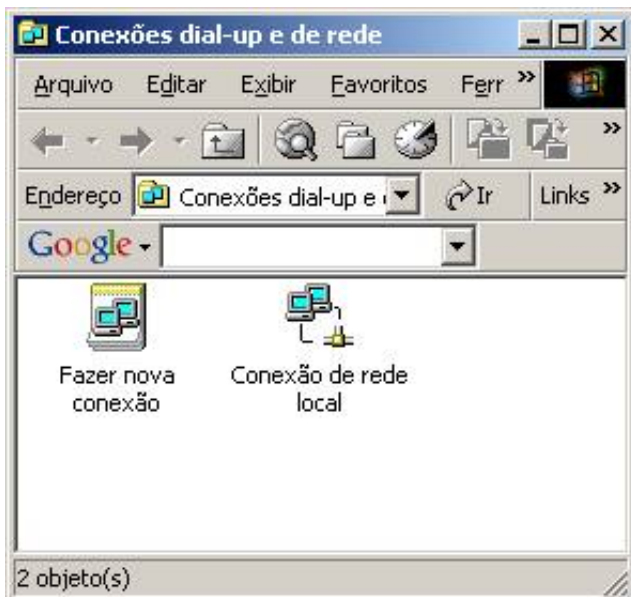 Conexões dial-up e de rede
Arquivo Editar Exibir Favoritos Ferr »
»
Endereço Conexões dial-up e Ir Links »
Google
Fazer nova conexão
Conexão de rede local
2 objeto(s)